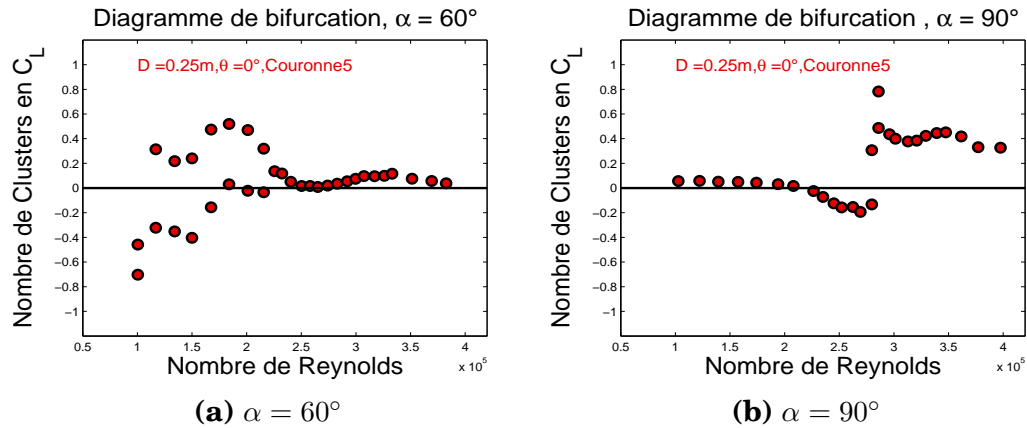 Diagramme de bifurcation, α = 60°
Nombre de Clusters en C_L
D =0.25m,θ =0°,Couronne5
1
0.8
0.6
0.4
0.2
0
−0.2
−0.4
−0.6
−0.8
−1
0.5 1 1.5 2 2.5 3 3.5 4
Nombre de Reynolds
x 10^5
(a) α = 60°
Diagramme de bifurcation , α = 90°
Nombre de Clusters en C_L
D =0.25m,θ =0°,Couronne5
1
0.8
0.6
0.4
0.2
0
−0.2
−0.4
−0.6
−0.8
−1
0.5 1 1.5 2 2.5 3 3.5 4
Nombre de Reynolds
x 10^5
(b) α = 90°